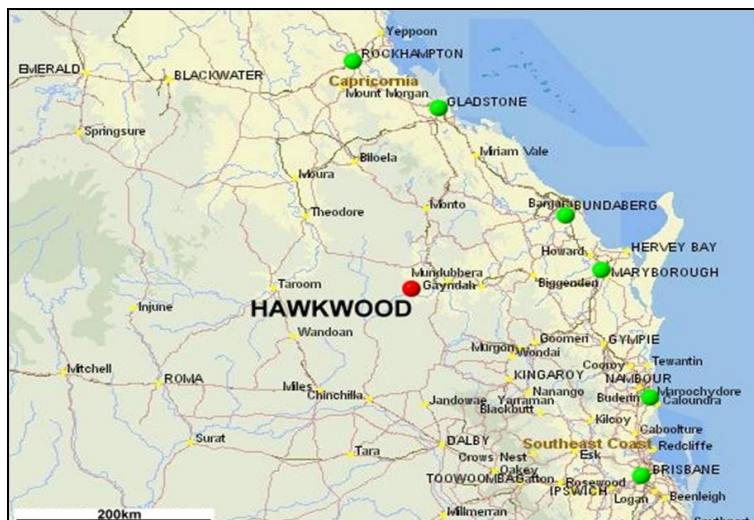 Yeppoon
ROCKHAMPTON
EMERALD
BLACKWATER
Capricornia
Mount Morgan
GLADSTONE
Springsure
Biloela
Miriam Vale
Moura
Theodore
Monto
Bargara
BUNDABERG
Howard
HERVEY BAY
Mundubbera
MARYBOROUGH
Taroom
Gayndah
Biggenden
Injune
HAWKWOOD
Wandoan
Goomeri
GYMPIE
Murgon
Wondai
Mitchell
Cooroy
Tewantin
ROMA
KINGAROY
NAMBOUR
Miles
Chinchilla
Nanango
Buderim
Maroochydore
Jandowae
Yarraman
Caloundra
Blackbutt
Kilcoy
Caboolture
Surat
DALBY
Southeast Coast
Redcliffe
Tara
Crows Nest
Esk
Oakey
BRISBANE
TOOWOOMBA
Gatton
Rosewood
IPSWICH
Logan
Beenleigh
200km
Millmerran